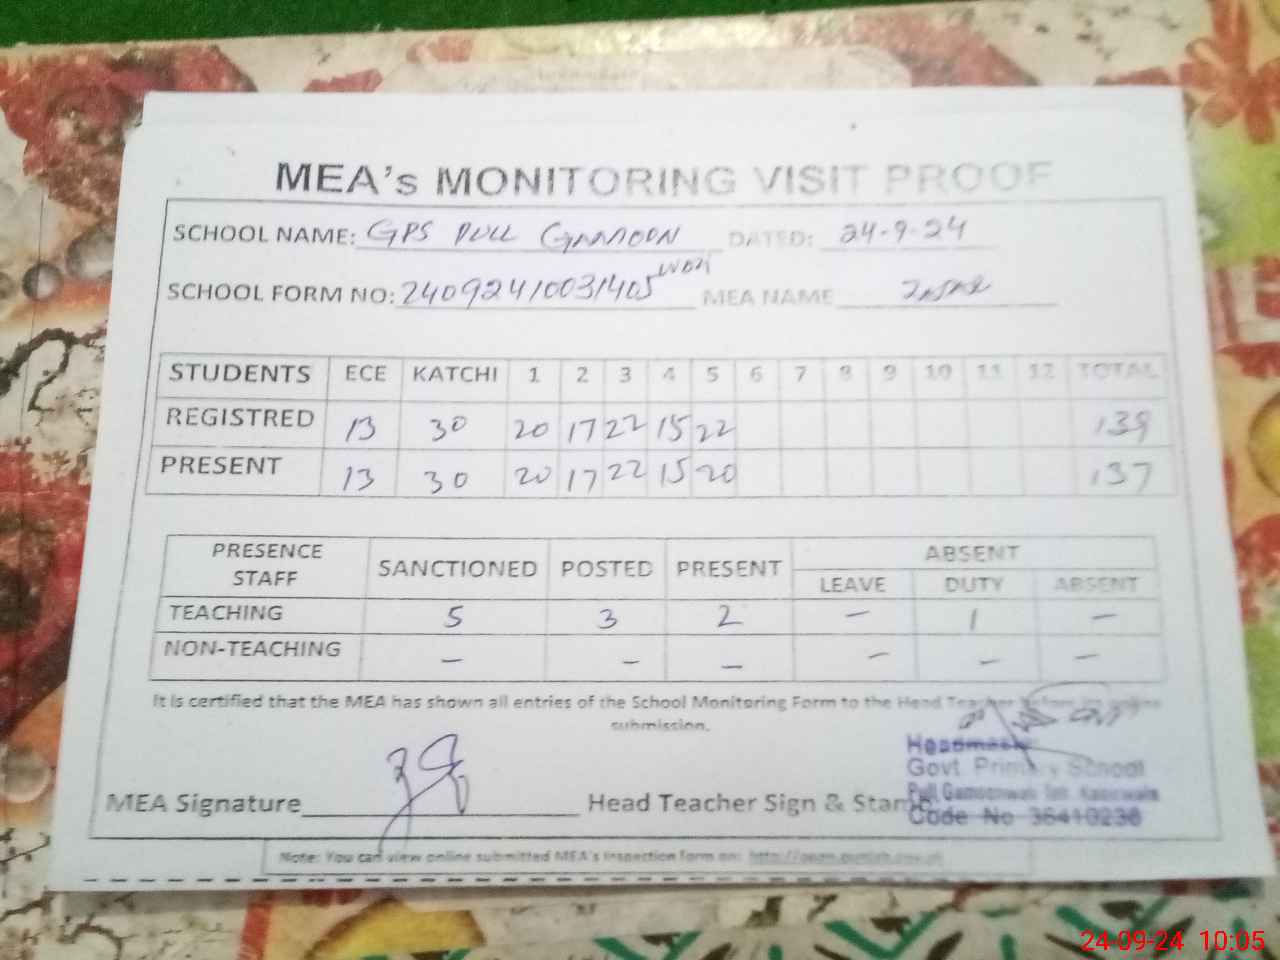 MEA's MONITORING VISIT PROOF
SCHOOL NAME: GPS PULL DATED: 24-9-24
SCHOOL FORM NO: 24092410031405 MEA NAME
STUDENTS ECE KATCHI 1 2 3 4 5 6 7 8 9 10 11 12 TOTAL
REGISTRED 13 30 20 17 22 15 22 139
PRESENT 13 30 20 17 22 15 20 137
PRESENCE STAFF SANCTIONED POSTED PRESENT ABSENT
LEAVE DUTY ABSENT
TEACHING 5 3 2 – 1 –
NON-TEACHING – – – – – –
It is certified that the MEA has shown all entries of the School Monitoring Form to the Head Teacher before online
submission.
Headmaster
Govt. Primary School
Code No 36410236
MEA Signature Head Teacher Sign & Stamp
Note: You can view online submitted MEA's inspection form on:
24-09-24 10:05